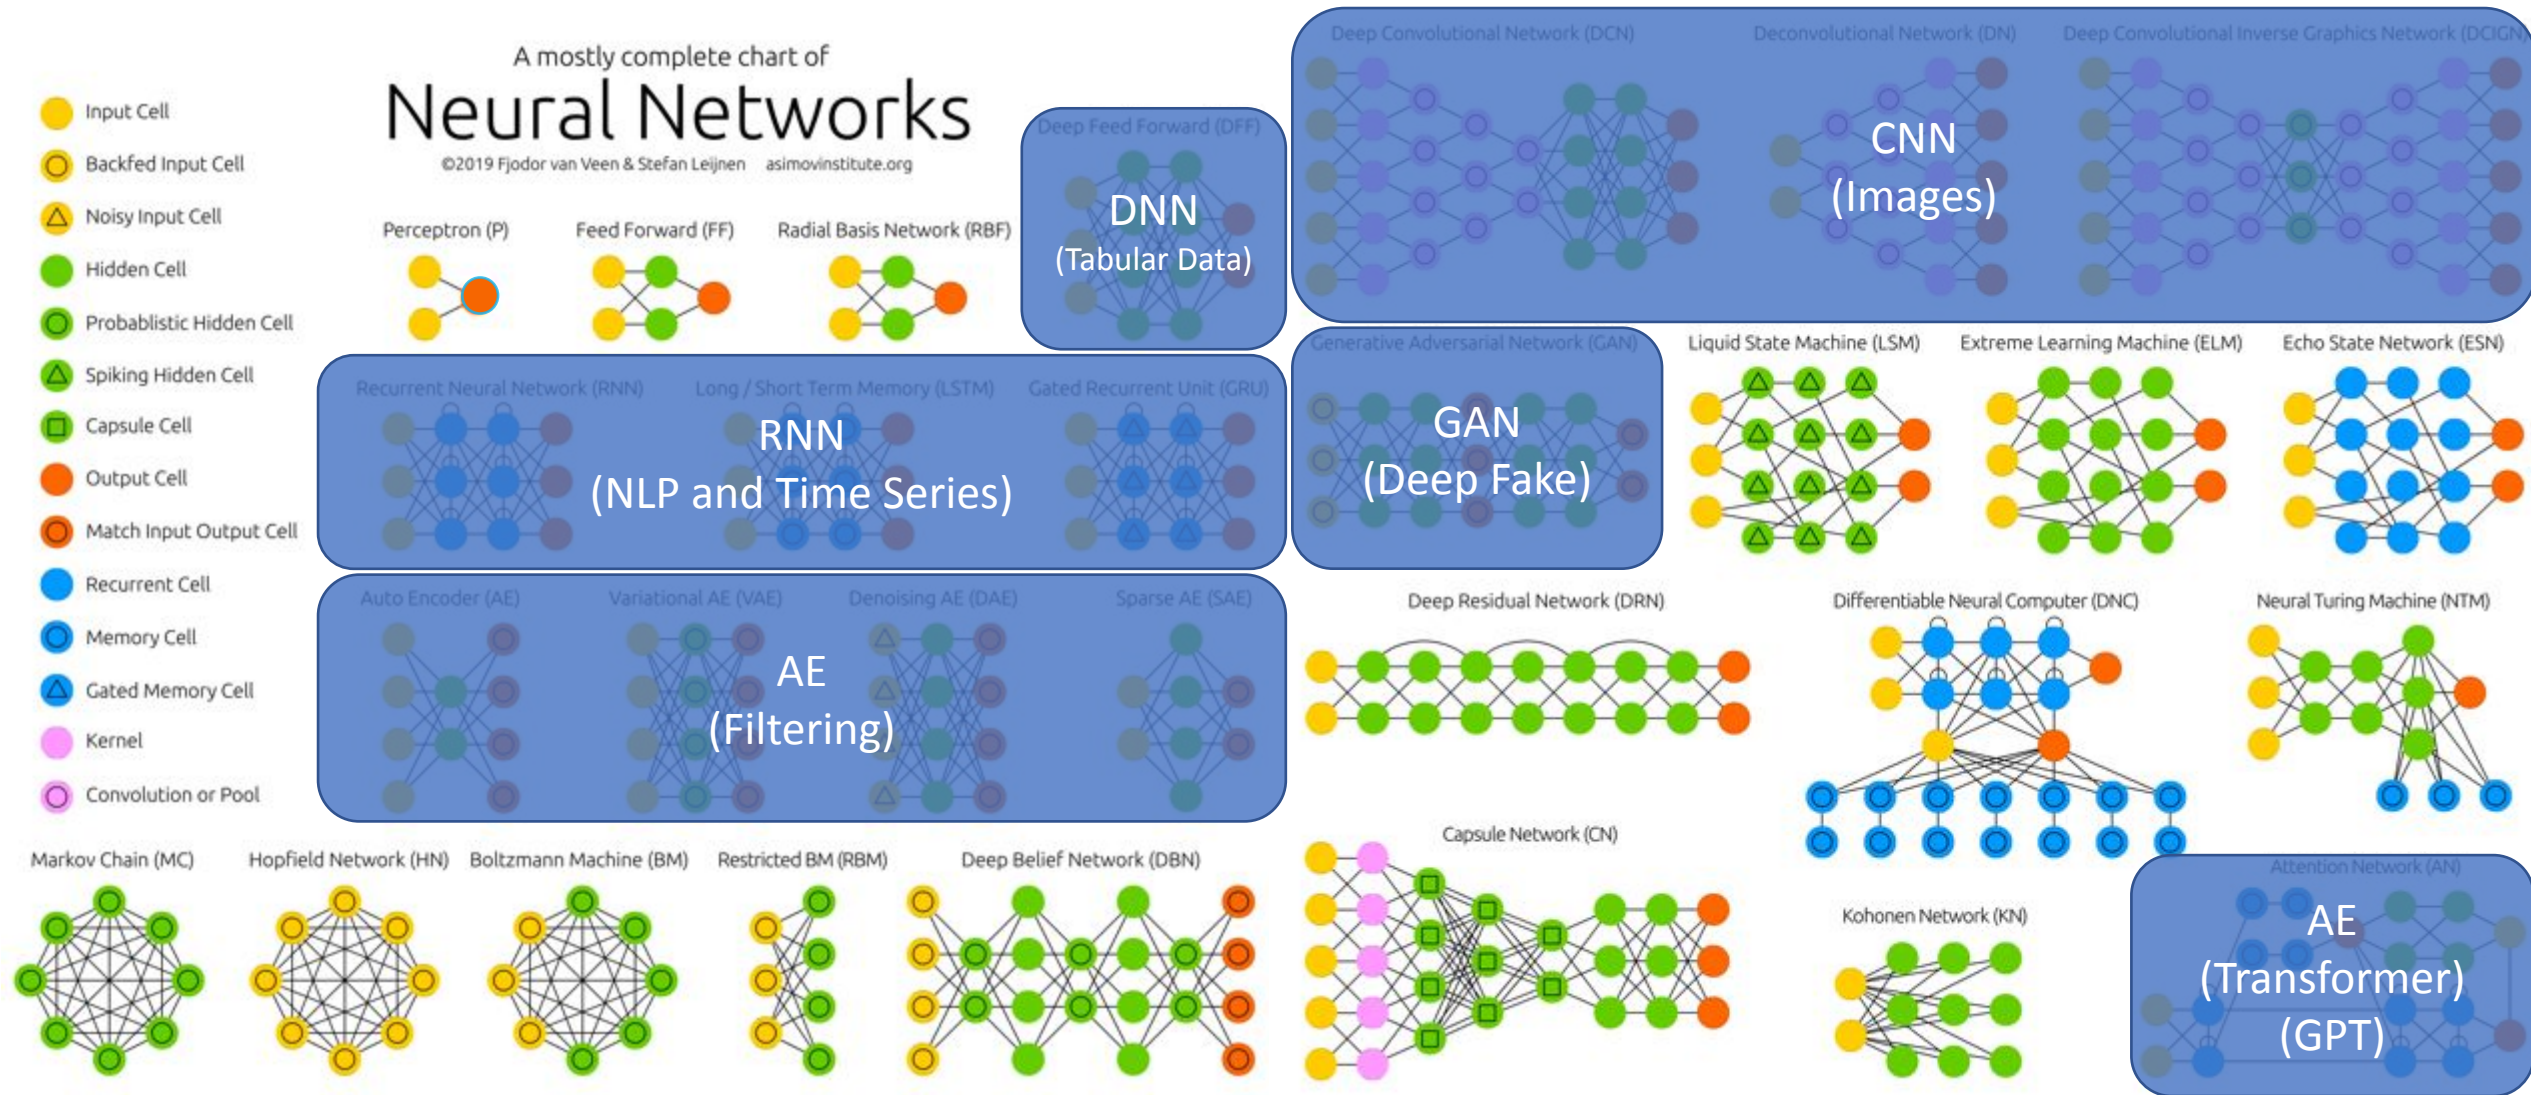 A mostly complete chart of
Neural Networks
©2019 Fjodor van Veen & Stefan Leijnen asimovinstitute.org
Input Cell
Backfed Input Cell
Noisy Input Cell
Hidden Cell
Probablistic Hidden Cell
Spiking Hidden Cell
Capsule Cell
Output Cell
Match Input Output Cell
Recurrent Cell
Memory Cell
Gated Memory Cell
Kernel
Convolution or Pool
Perceptron (P)
Feed Forward (FF)
Radial Basis Network (RBF)
Deep Feed Forward (DFF)
DNN
(Tabular Data)
Deep Convolutional Network (DCN)
Deconvolutional Network (DN)
Deep Convolutional Inverse Graphics Network (DCIGN)
CNN
(Images)
Recurrent Neural Network (RNN)
Long / Short Term Memory (LSTM)
Gated Recurrent Unit (GRU)
RNN
(NLP and Time Series)
Generative Adversarial Network (GAN)
GAN
(Deep Fake)
Liquid State Machine (LSM)
Extreme Learning Machine (ELM)
Echo State Network (ESN)
Auto Encoder (AE)
Variational AE (VAE)
Denoising AE (DAE)
Sparse AE (SAE)
AE
(Filtering)
Deep Residual Network (DRN)
Differentiable Neural Computer (DNC)
Neural Turing Machine (NTM)
Markov Chain (MC)
Hopfield Network (HN)
Boltzmann Machine (BM)
Restricted BM (RBM)
Deep Belief Network (DBN)
Capsule Network (CN)
Kohonen Network (KN)
Attention Network (AN)
AE
(Transformer)
(GPT)